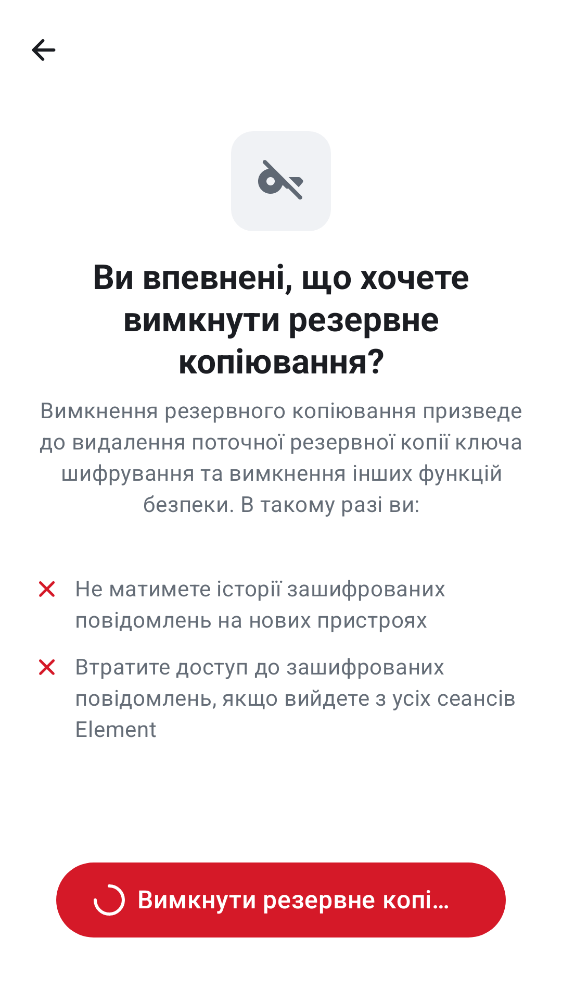 Ви впевнені, що хочете
вимкнути резервне
копіювання?
Вимкнення резервного копіювання призведе
до видалення поточної резервної копії ключа
шифрування та вимкнення інших функцій
безпеки. В такому разі ви:
Не матимете історії зашифрованих
повідомлень на нових пристроях
Втратите доступ до зашифрованих
повідомлень, якщо вийдете з усіх сеансів
Element
Вимкнути резервне копі...